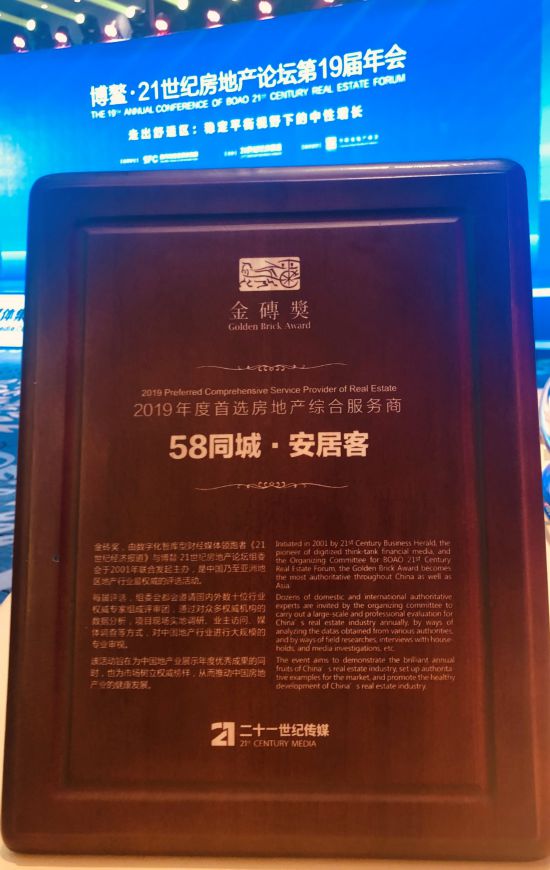 博鳌·21世纪房地产论坛第19届年会
THE 19TH ANNUAL CONFERENCE OF BOAO 21ST CENTURY REAL ESTATE FORUM
走出舒适区：稳定平衡视野下的中性增长
SFC
金磚獎
Golden Brick Award
2019 Preferred Comprehensive Service Provider of Real Estate
2019年度首选房地产综合服务商
58同城·安居客
金砖奖，由数字化智库型财经媒体领跑者《21
世纪经济报道》与博鳌·21世纪房地产论坛组委
会于2001年联合发起主办，是中国乃至亚洲地
区地产行业最权威的评选活动。
每届评选，组委会都会邀请国内外数十位行业
权威专家组成评审团，通过对众多权威机构的
数据分析，项目现场实地调研、业主访问、媒
体调查等方式，对中国地产行业进行大规模的
专业审视。
该活动旨在为中国地产业展示年度优秀成果的同
时，也为市场树立权威榜样，从而推动中国房地
产业的健康发展。
Initiated in 2001 by 21st Century Business Herald, the
pioneer of digitized think-tank financial media, and
the Organizing Committee for BOAO 21st Century
Real Estate Forum, the Golden Brick Award becomes
the most authoritative throughout China as well as
Asia.
Dozens of domestic and international authoritative
experts are invited by the organizing committee to
carry out a large-scale and professional evaluation for
China's real estate industry annually, by ways of
analyzing the datas obtained from various authorities,
and by ways of field researches, interviews with house-
holds, and media investigations, etc.
The event aims to demonstrate the brilliant annual
fruits of China's real estate industry, set up authorita-
tive examples for the market, and promote the healthy
development of China's real estate industry.
二十一世纪传媒
21ST CENTURY MEDIA